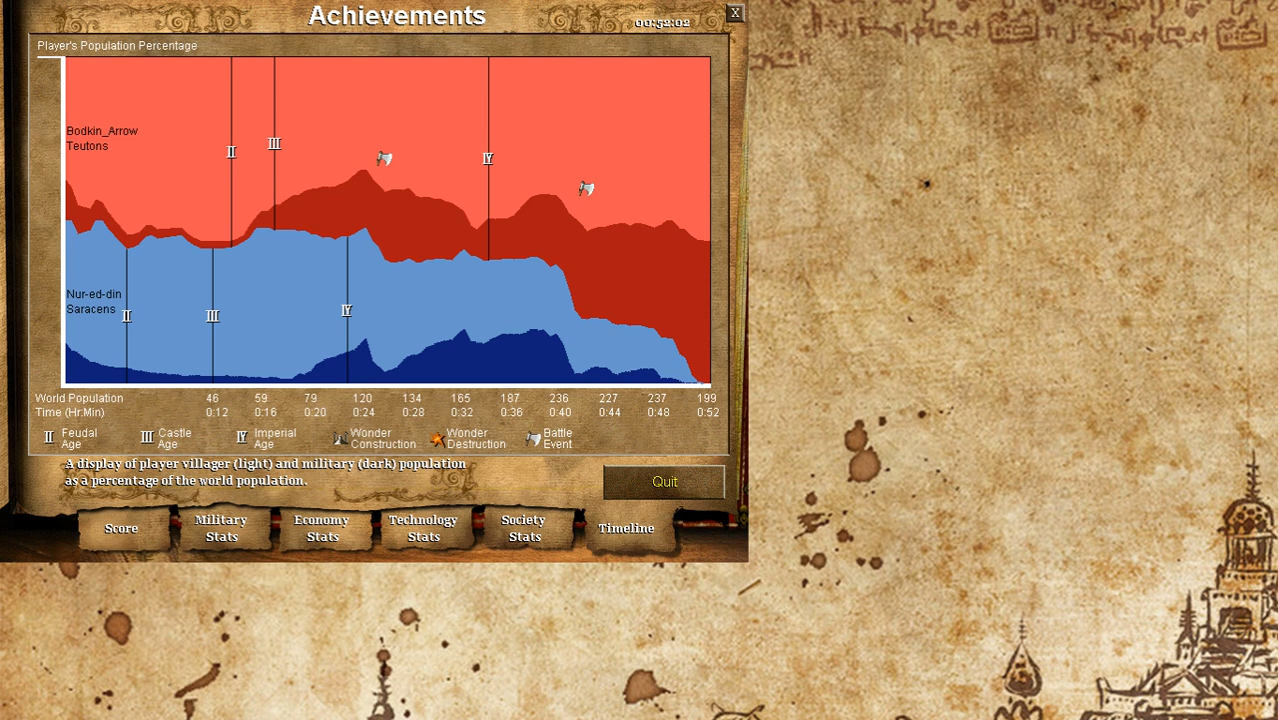 Achievements
00:52:02
X
Player's Population Percentage
Bodkin_Arrow
Teutons
II
III
IV
Nur-ed-din
Saracens
II
III
IV
World Population 46 59 79 120 134 165 187 236 227 237 199
Time (Hr:Min) 0:12 0:16 0:20 0:24 0:28 0:32 0:36 0:40 0:44 0:48 0:52
II Feudal Age
III Castle Age
IV Imperial Age
Wonder Construction
Wonder Destruction
Battle Event
A display of player villager (light) and military (dark) population
as a percentage of the world population.
Quit
Score
Military Stats
Economy Stats
Technology Stats
Society Stats
Timeline